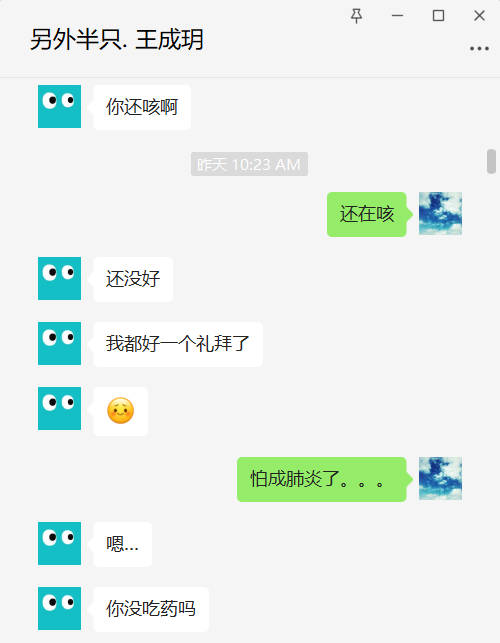 另外半只. 王成玥
你还咳啊
昨天 10:23 AM
还在咳
还没好
我都好一个礼拜了
怕成肺炎了。。。
嗯...
你没吃药吗